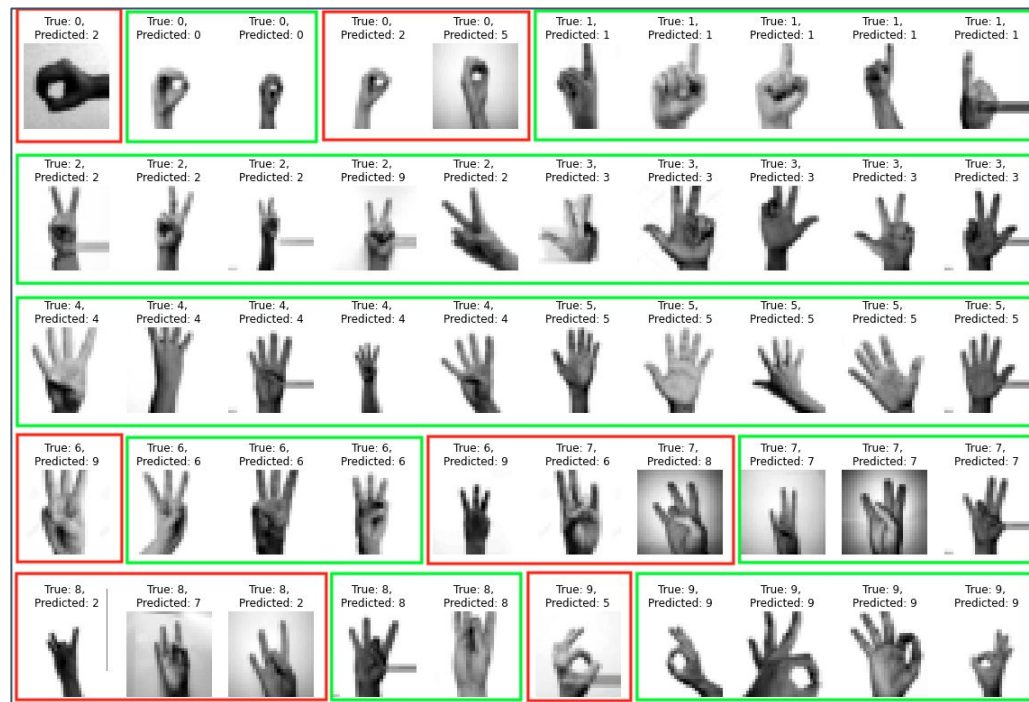 True: 0, True: 0, True: 0, True: 0, True: 0, True: 1, True: 1, True: 1, True: 1, True: 1,
Predicted: 2 Predicted: 0 Predicted: 0 Predicted: 2 Predicted: 5 Predicted: 1 Predicted: 1 Predicted: 1 Predicted: 1 Predicted: 1
True: 2, True: 2, True: 2, True: 2, True: 2, True: 3, True: 3, True: 3, True: 3, True: 3,
Predicted: 2 Predicted: 2 Predicted: 2 Predicted: 9 Predicted: 2 Predicted: 3 Predicted: 3 Predicted: 3 Predicted: 3 Predicted: 3
True: 4, True: 4, True: 4, True: 4, True: 4, True: 5, True: 5, True: 5, True: 5, True: 5,
Predicted: 4 Predicted: 4 Predicted: 4 Predicted: 4 Predicted: 4 Predicted: 5 Predicted: 5 Predicted: 5 Predicted: 5 Predicted: 5
True: 6, True: 6, True: 6, True: 6, True: 6, True: 7, True: 7, True: 7, True: 7, True: 7,
Predicted: 9 Predicted: 6 Predicted: 6 Predicted: 6 Predicted: 9 Predicted: 6 Predicted: 8 Predicted: 7 Predicted: 7 Predicted: 7
True: 8, True: 8, True: 8, True: 8, True: 8, True: 9, True: 9, True: 9, True: 9, True: 9,
Predicted: 2 Predicted: 7 Predicted: 2 Predicted: 8 Predicted: 8 Predicted: 5 Predicted: 9 Predicted: 9 Predicted: 9 Predicted: 9